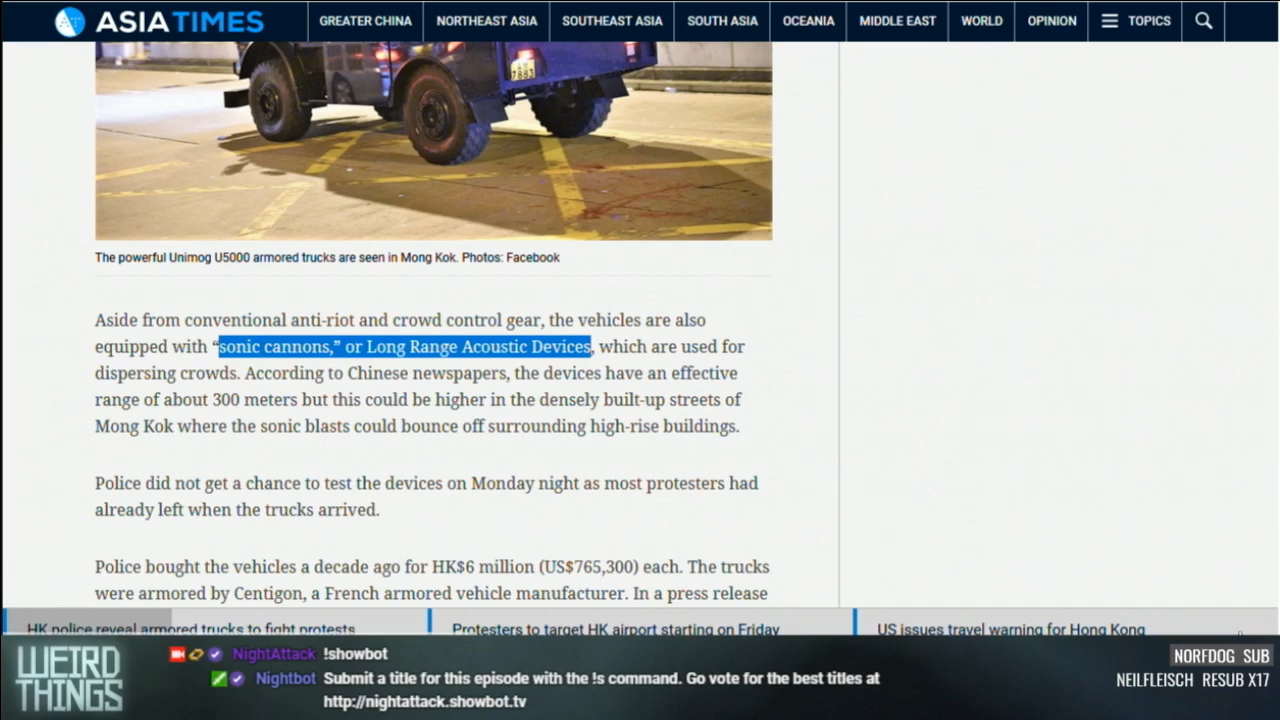 ASIA TIMES
GREATER CHINA
NORTHEAST ASIA
SOUTHEAST ASIA
SOUTH ASIA
OCEANIA
MIDDLE EAST
WORLD
OPINION
TOPICS
7883
The powerful Unimog U5000 armored trucks are seen in Mong Kok. Photos: Facebook
Aside from conventional anti-riot and crowd control gear, the vehicles are also
equipped with “sonic cannons,” or Long Range Acoustic Devices, which are used for
dispersing crowds. According to Chinese newspapers, the devices have an effective
range of about 300 meters but this could be higher in the densely built-up streets of
Mong Kok where the sonic blasts could bounce off surrounding high-rise buildings.
Police did not get a chance to test the devices on Monday night as most protesters had
already left when the trucks arrived.
Police bought the vehicles a decade ago for HK$6 million (US$765,300) each. The trucks
were armored by Centigon, a French armored vehicle manufacturer. In a press release
HK police reveal armored trucks to fight protests
Protesters to target HK airport starting on Friday
US issues travel warning for Hong Kong
WEIRD
THINGS
NightAttack !showbot
Nightbot Submit a title for this episode with the !s command. Go vote for the best titles at
http://nightattack.showbot.tv
NORFDOG SUB
NEILFLEISCH RESUB X17